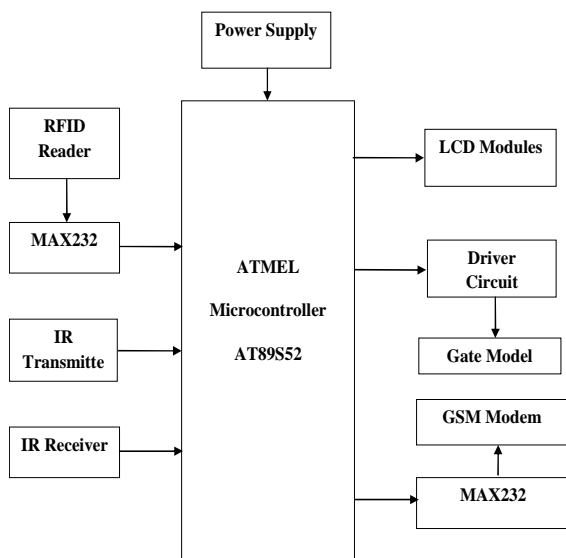 Power Supply
RFID
Reader
MAX232
IR
Transmitte
IR Receiver
ATMEL
Microcontroller
AT89S52
LCD Modules
Driver
Circuit
Gate Model
GSM Modem
MAX232